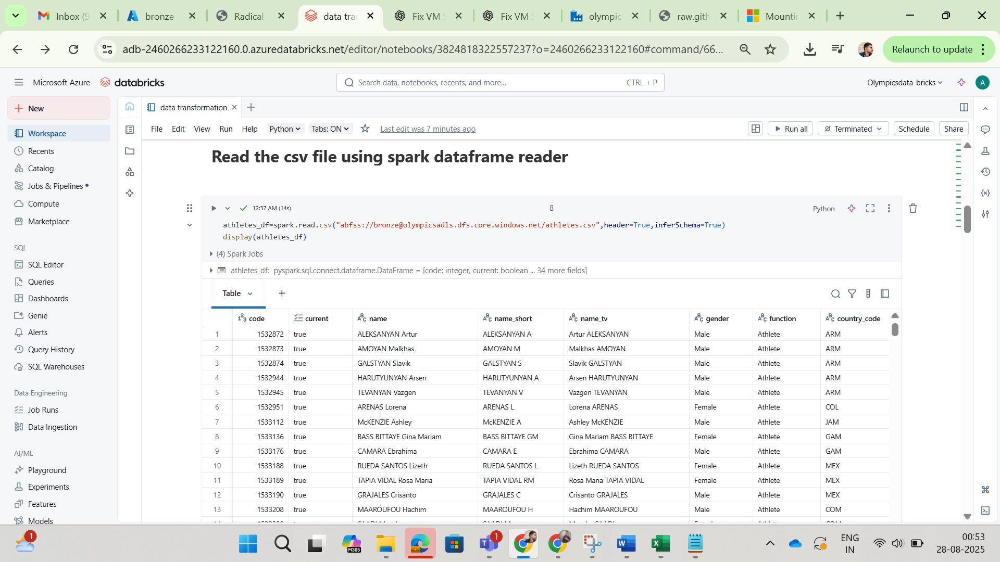 Inbox (9
bronze -
Radical
data tra
Fix VM S
Fix VM S
olympic
raw.gith
Mountin
adb-2460266233122160.0.azuredatabricks.net/editor/notebooks/3824818322557237?o=2460266233122160#command/66...
Relaunch to update
Microsoft Azure
databricks
Search data, notebooks, recents, and more...
CTRL + P
Olympicsdata-bricks
A
New
Workspace
Recents
Catalog
Jobs & Pipelines
Compute
Marketplace
SQL
SQL Editor
Queries
Dashboards
Genie
Alerts
Query History
SQL Warehouses
Data Engineering
Job Runs
Data Ingestion
AI/ML
Playground
Experiments
Features
Models
data transformation
File Edit View Run Help Python Tabs: ON Last edit was 7 minutes ago
Run all Terminated Schedule Share
Read the csv file using spark dataframe reader
12:37 AM (14s) 8 Python
athletes_df=spark.read.csv("abfss://bronze@olympicsadls.dfs.core.windows.net/athletes.csv",header=True,inferSchema=True)
display(athletes_df)
(4) Spark Jobs
athletes_df: pyspark.sql.connect.dataframe.DataFrame = [code: integer, current: boolean ... 34 more fields]
Table
code current name name_short name_tv gender function country_code
1 1532872 true ALEKSANYAN Artur ALEKSANYAN A Artur ALEKSANYAN Male Athlete ARM
2 1532873 true AMOYAN Malkhas AMOYAN M Malkhas AMOYAN Male Athlete ARM
3 1532874 true GALSTYAN Slavik GALSTYAN S Slavik GALSTYAN Male Athlete ARM
4 1532944 true HARUTYUNYAN Arsen HARUTYUNYAN A Arsen HARUTYUNYAN Male Athlete ARM
5 1532945 true TEVANYAN Vazgen TEVANYAN V Vazgen TEVANYAN Male Athlete ARM
6 1532951 true ARENAS Lorena ARENAS L Lorena ARENAS Female Athlete COL
7 1533112 true McKENZIE Ashley McKENZIE A Ashley McKENZIE Male Athlete JAM
8 1533136 true BASS BITTAYE Gina Mariam BASS BITTAYE GM Gina Mariam BASS BITTAYE Female Athlete GAM
9 1533176 true CAMARA Ebrahima CAMARA E Ebrahima CAMARA Male Athlete GAM
10 1533188 true RUEDA SANTOS Lizeth RUEDA SANTOS L Lizeth RUEDA SANTOS Female Athlete MEX
11 1533189 true TAPIA VIDAL Rosa Maria TAPIA VIDAL RM Rosa Maria TAPIA VIDAL Female Athlete MEX
12 1533190 true GRAJALES Crisanto GRAJALES C Crisanto GRAJALES Male Athlete MEX
13 1533208 true MAAROUFOU Hachim MAAROUFOU H Hachim MAAROUFOU Male Athlete COM
1
M365
1
ENG
IN
00:53
28-08-2025